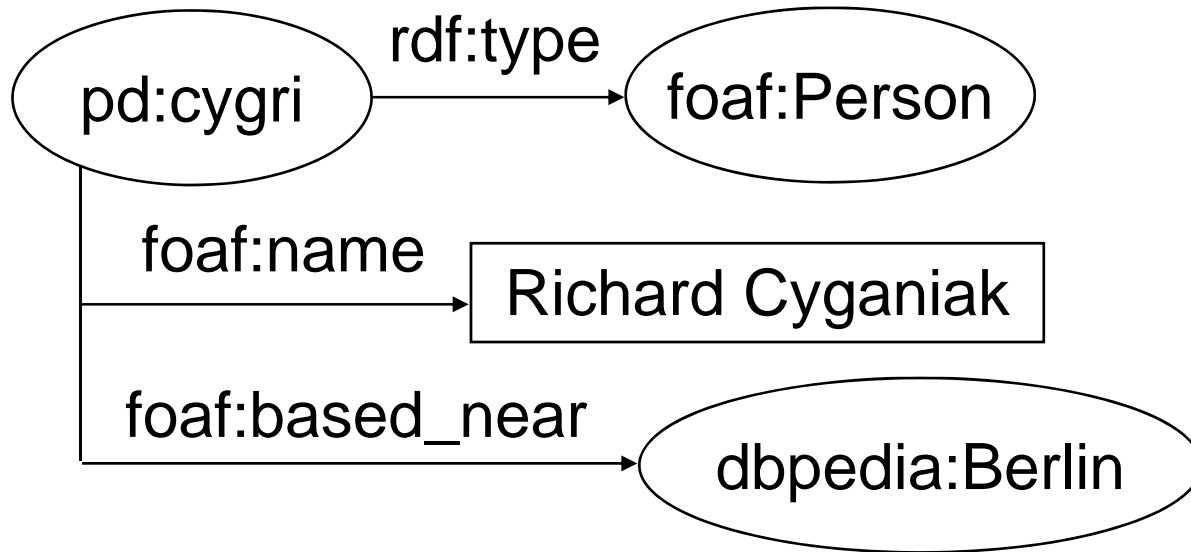 rdf:type
pd:cygri
foaf:Person
foaf:name
Richard Cyganiak
foaf:based_near
dbpedia:Berlin